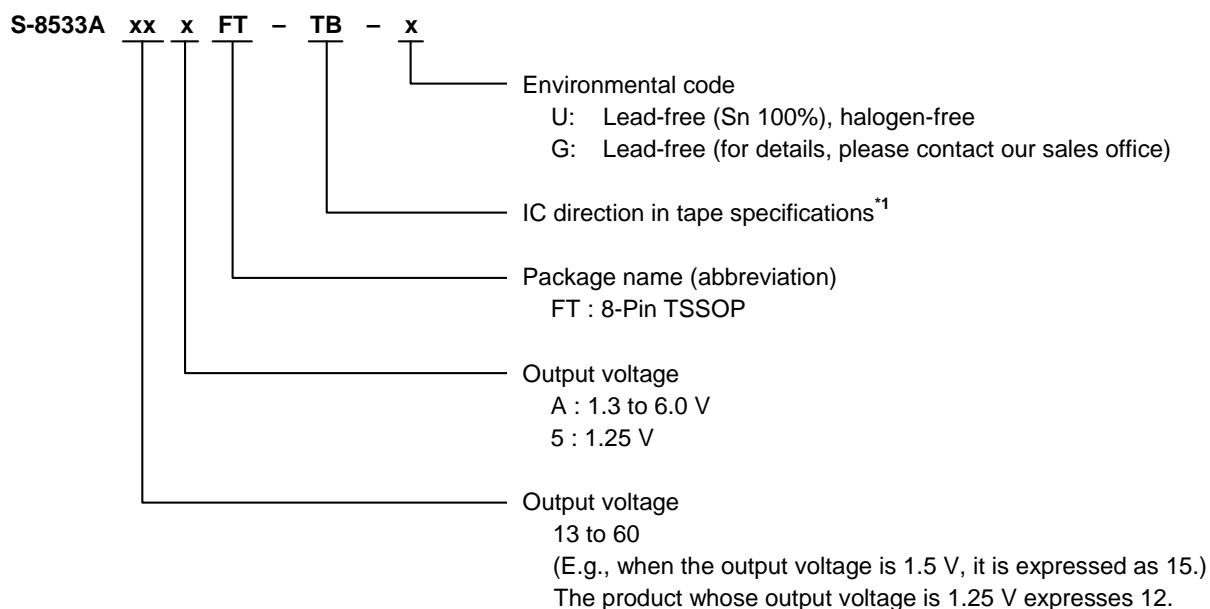 S-8533A xx x FT – TB – x
Environmental code
U: Lead-free (Sn 100%), halogen-free
G: Lead-free (for details, please contact our sales office)
IC direction in tape specifications*1
Package name (abbreviation)
FT : 8-Pin TSSOP
Output voltage
A : 1.3 to 6.0 V
5 : 1.25 V
Output voltage
13 to 60
(E.g., when the output voltage is 1.5 V, it is expressed as 15.)
The product whose output voltage is 1.25 V expresses 12.